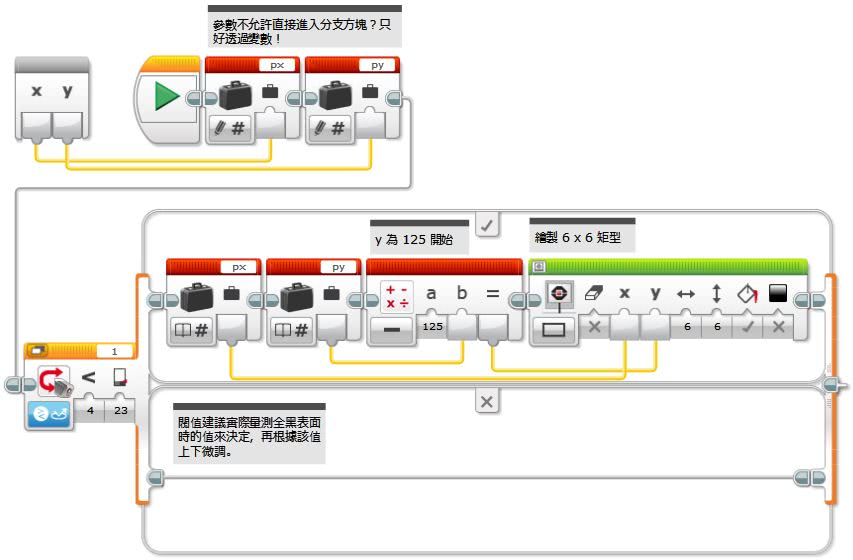 參數不允許直接進入分支方塊？只
好透過變數！
px
py
x y
#
#
y 為 125 開始
繪製 6 x 6 矩型
px
py
a b =
x y
#
#
125
6 6
1
<
4 23
閥值建議實際量測全黑表面
時的值來決定，再根據該值
上下微調。